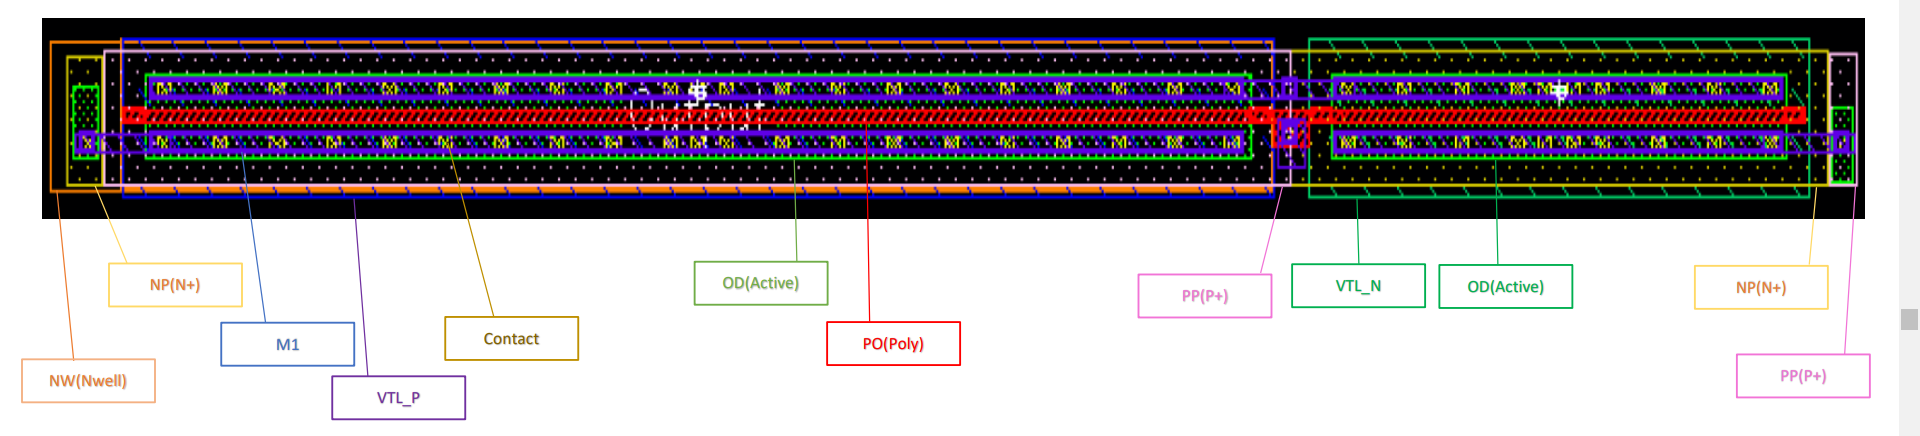 NP(N+)
M1
NW(Nwell)
VTL_P
Contact
OD(Active)
PO(Poly)
PP(P+)
VTL_N
OD(Active)
NP(N+)
PP(P+)